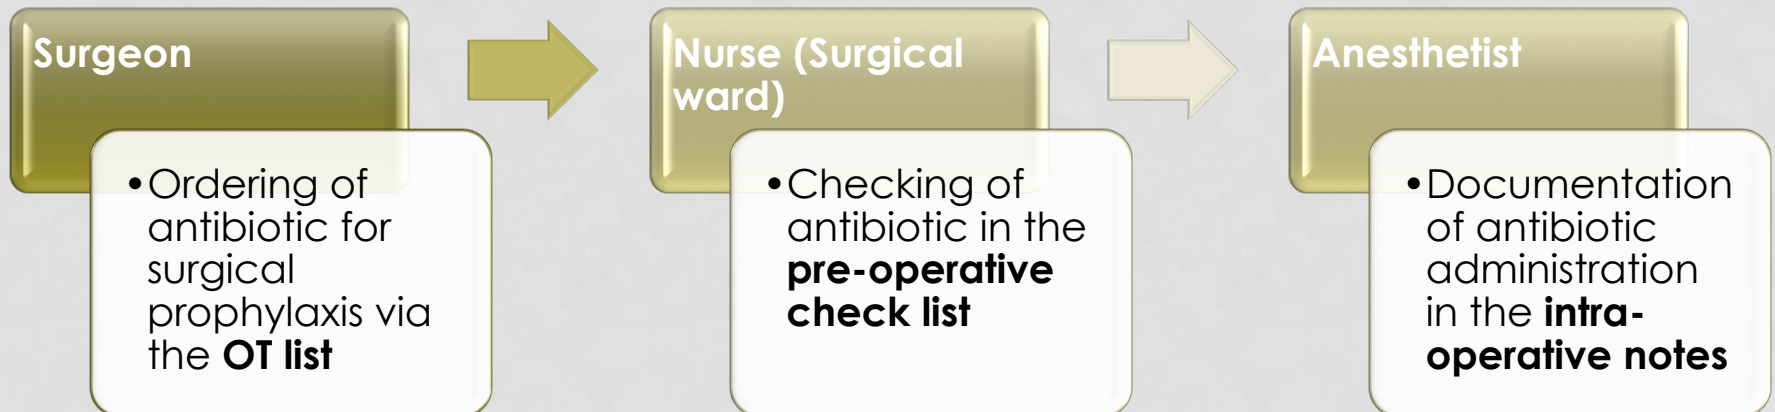 Surgeon
•Ordering of
antibiotic for
surgical
prophylaxis via
the OT list
Nurse (Surgical
ward)
•Checking of
antibiotic in the
pre-operative
check list
Anesthetist
•Documentation
of antibiotic
administration
in the intra-
operative notes